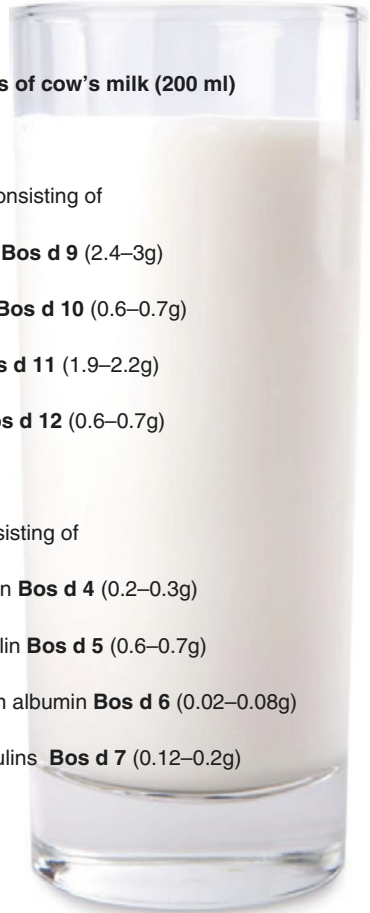 s of cow's milk (200 ml)
onsisting of
Bos d 9 (2.4–3g)
Bos d 10 (0.6–0.7g)
s d 11 (1.9–2.2g)
os d 12 (0.6–0.7g)
sisting of
n Bos d 4 (0.2–0.3g)
lin Bos d 5 (0.6–0.7g)
n albumin Bos d 6 (0.02–0.08g)
ulins Bos d 7 (0.12–0.2g)